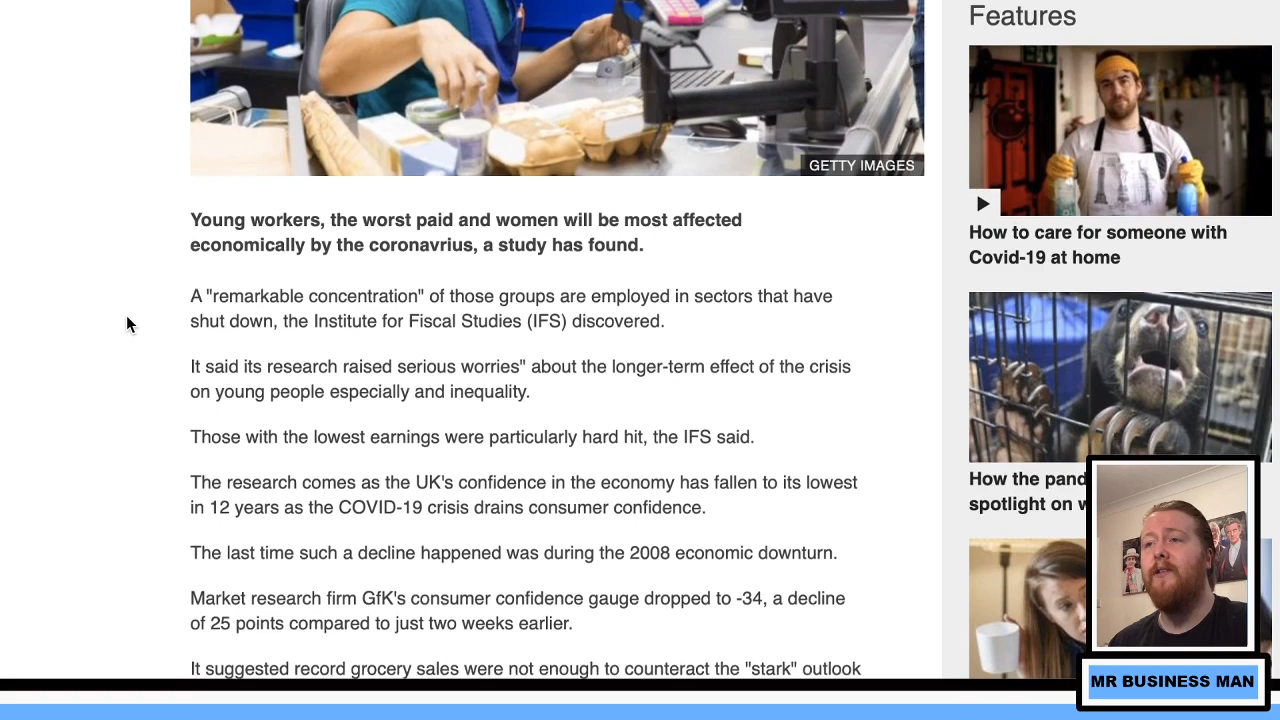 Features
GETTY IMAGES
Young workers, the worst paid and women will be most affected
economically by the coronavrius, a study has found.
A "remarkable concentration" of those groups are employed in sectors that have
shut down, the Institute for Fiscal Studies (IFS) discovered.
It said its research raised serious worries" about the longer-term effect of the crisis
on young people especially and inequality.
Those with the lowest earnings were particularly hard hit, the IFS said.
The research comes as the UK's confidence in the economy has fallen to its lowest
in 12 years as the COVID-19 crisis drains consumer confidence.
The last time such a decline happened was during the 2008 economic downturn.
Market research firm GfK's consumer confidence gauge dropped to -34, a decline
of 25 points compared to just two weeks earlier.
It suggested record grocery sales were not enough to counteract the "stark" outlook
How to care for someone with
Covid-19 at home
How the
spotlight on
MR BUSINESS MAN